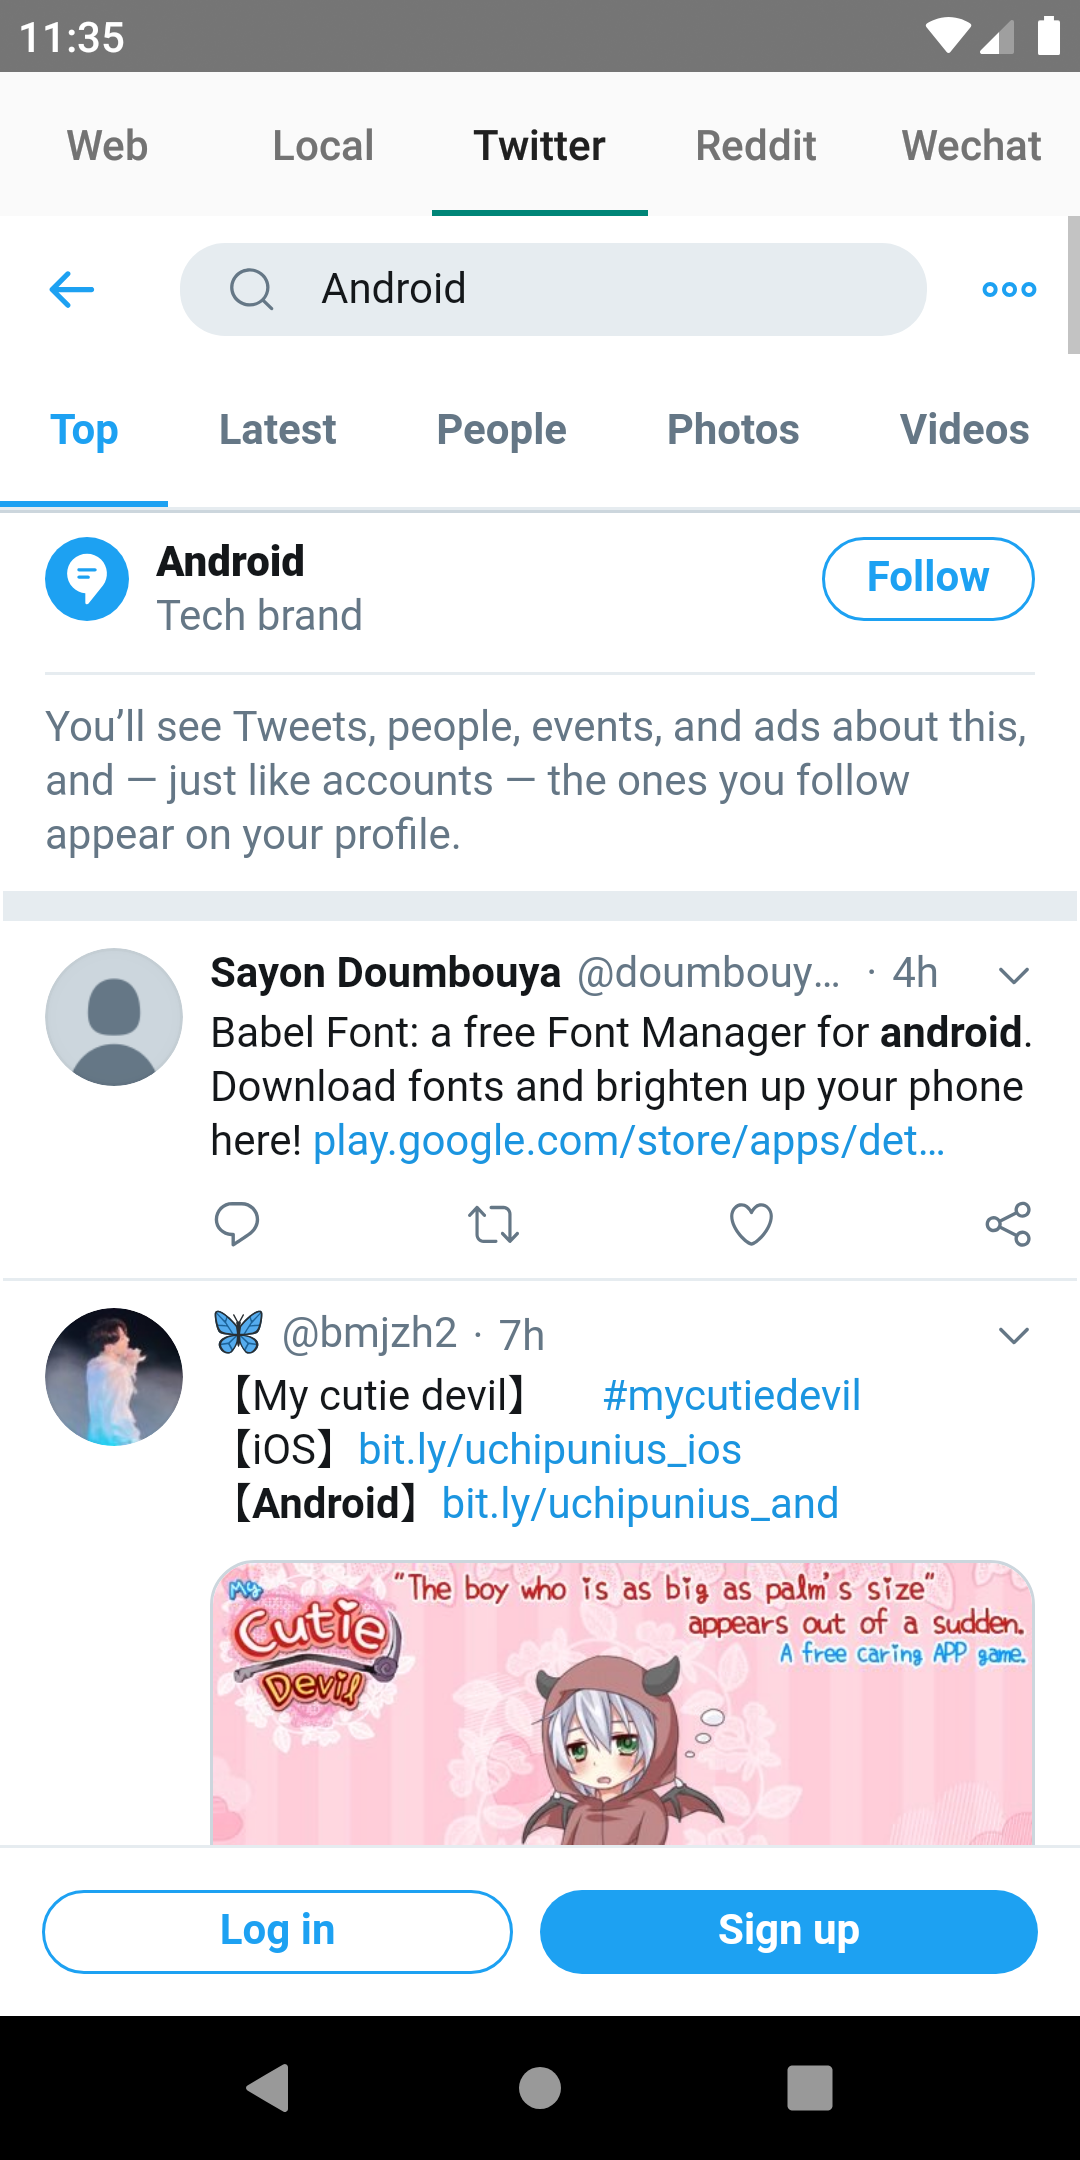 11:35
Web Local Twitter Reddit Wechat
Android
Top Latest People Photos Videos
Android
Tech brand
Follow
You’ll see Tweets, people, events, and ads about this,
and — just like accounts — the ones you follow
appear on your profile.
Sayon Doumbouya @doumbouy… · 4h
Babel Font: a free Font Manager for android.
Download fonts and brighten up your phone
here! play.google.com/store/apps/det…
🦋 @bmjzh2 · 7h
【My cutie devil】 #mycutiedevil
【iOS】bit.ly/uchipunius_ios
【Android】bit.ly/uchipunius_and
My
Cutie
Devil
"The boy who is as big as palm's size"
appears out of a sudden.
A free caring APP game.
Log in
Sign up